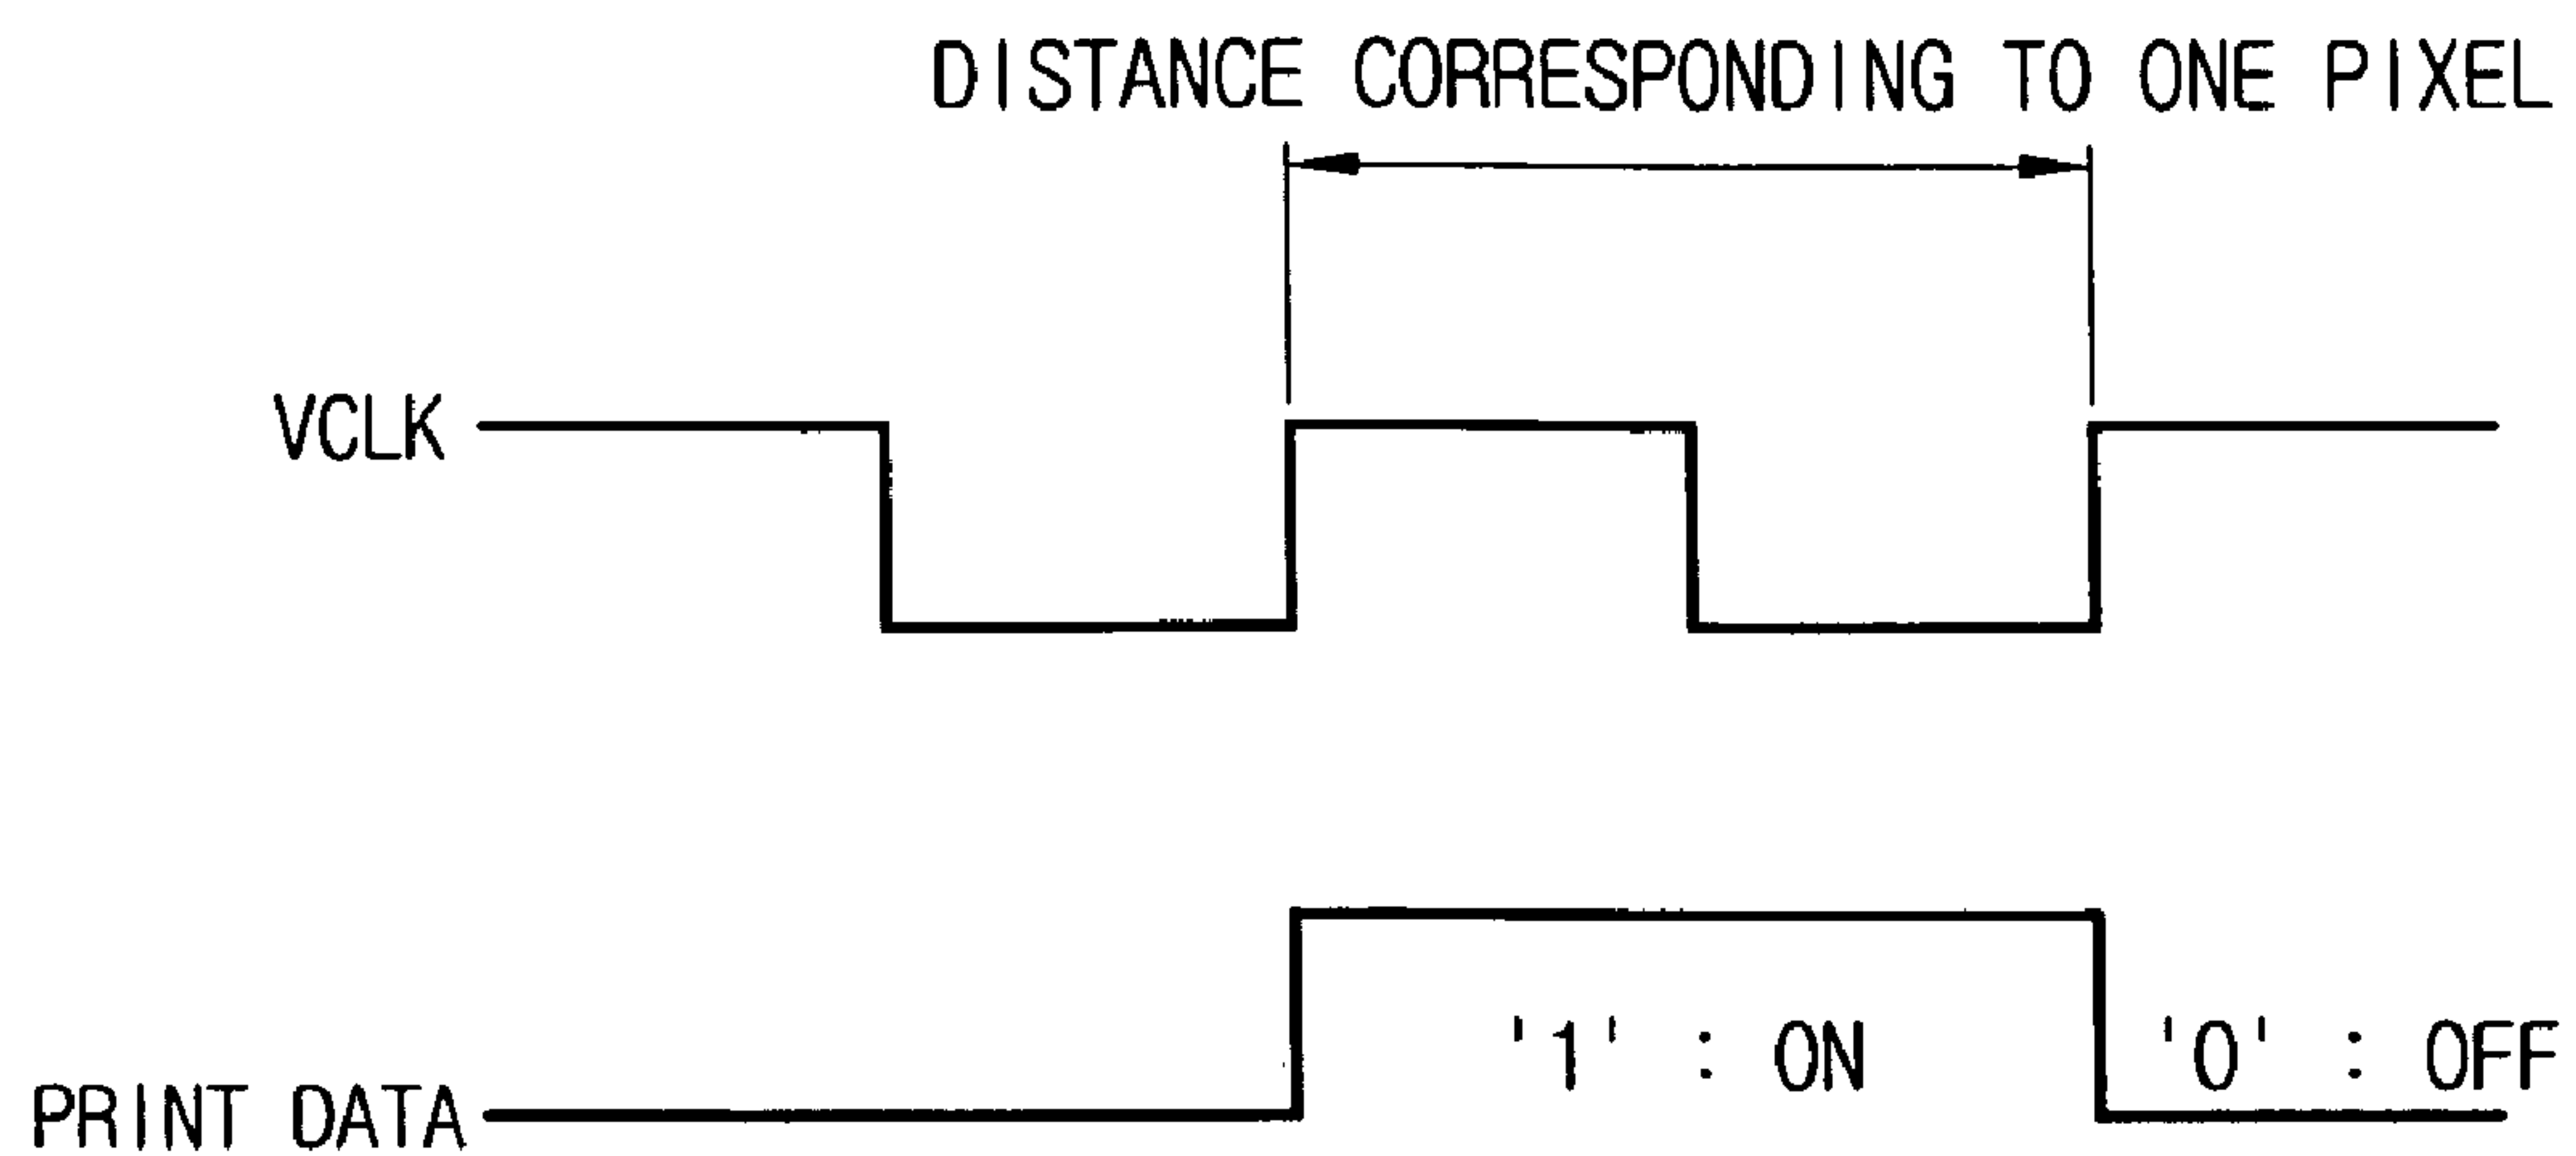 DISTANCE CORRESPONDING TO ONE PIXEL
VCLK
'1' : ON
'0' : OFF
PRINT DATA